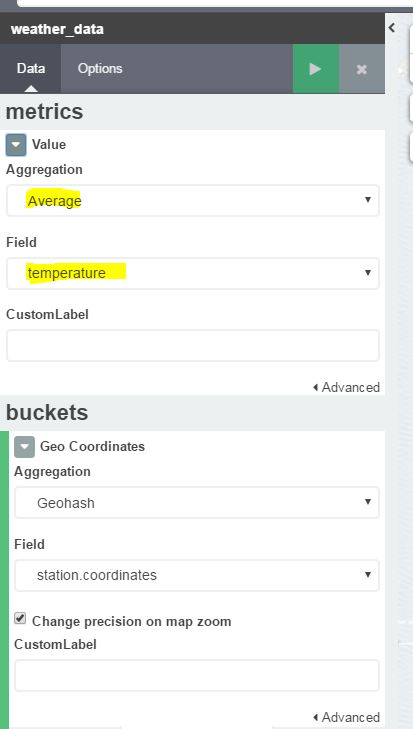 weather_data
Data Options
metrics
Value
Aggregation
Average
Field
temperature
CustomLabel
Advanced
buckets
Geo Coordinates
Aggregation
Geohash
Field
station.coordinates
Change precision on map zoom
CustomLabel
Advanced